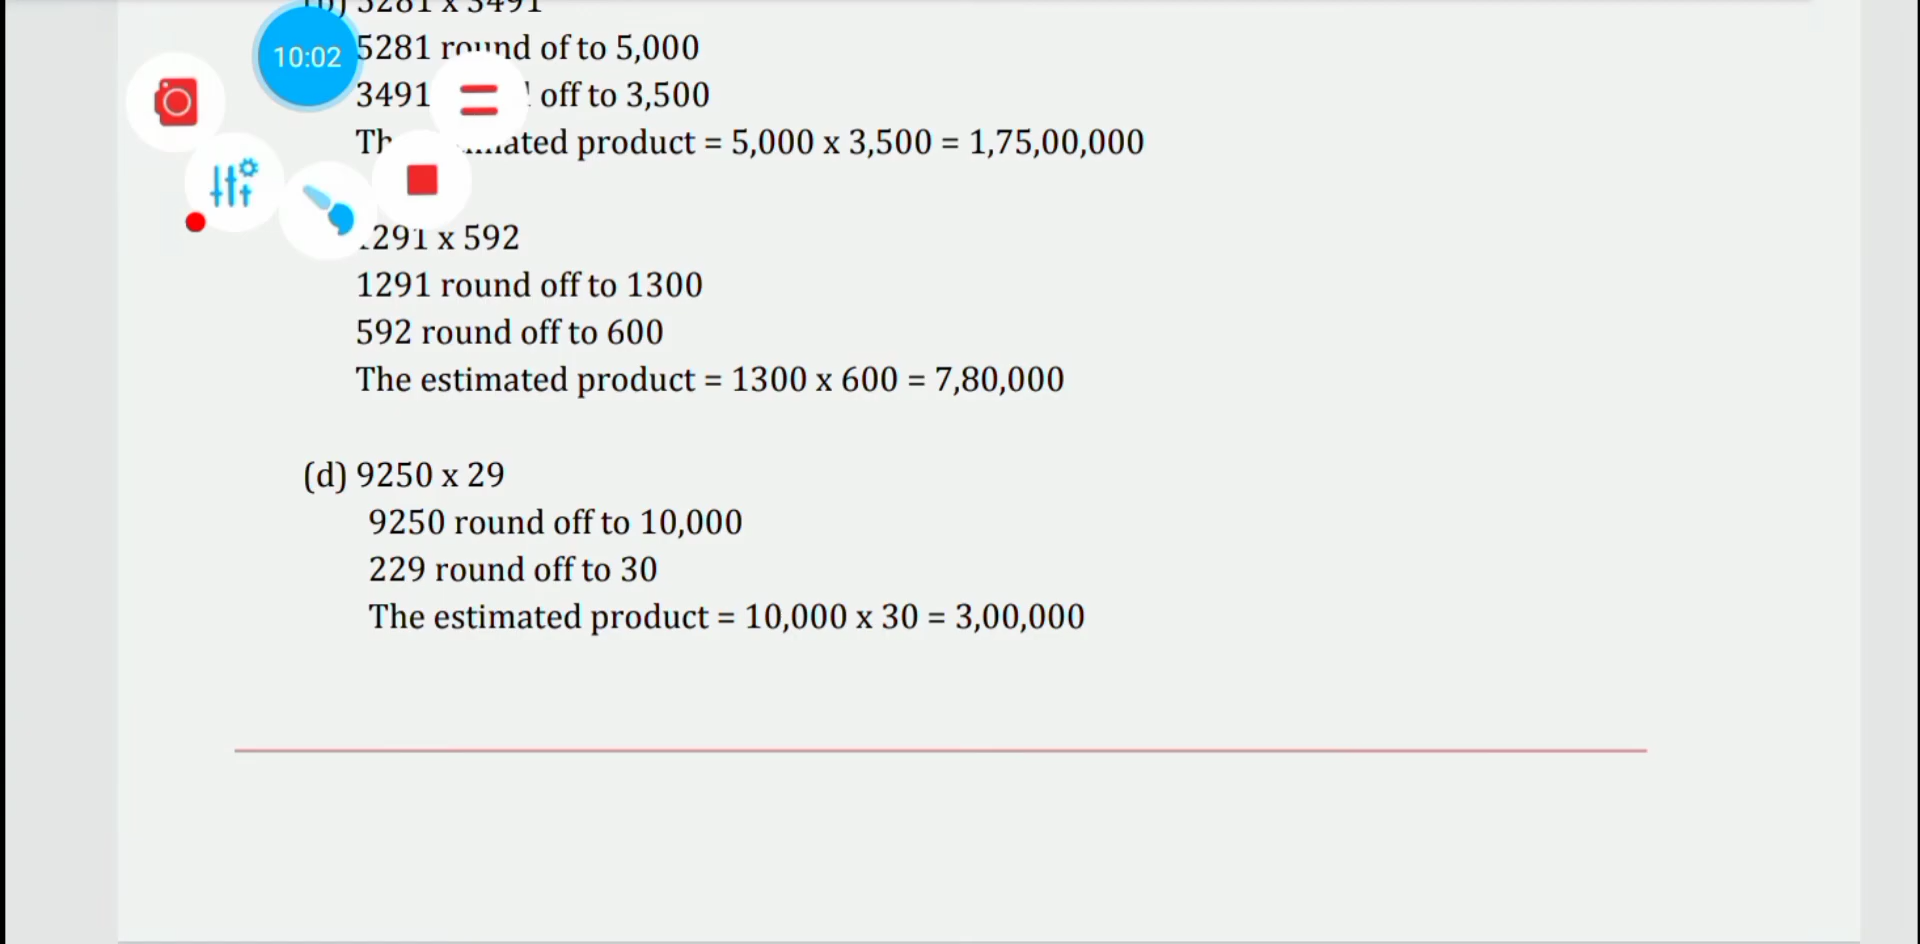 5281 x 3491
10:02
5281 round of to 5,000
3491 off to 3,500
product = 5,000 x 3,500 = 1,75,00,000
x 592
1291 round off to 1300
592 round off to 600
The estimated product = 1300 x 600 = 7,80,000
(d) 9250 x 29
9250 round off to 10,000
229 round off to 30
The estimated product = 10,000 x 30 = 3,00,000